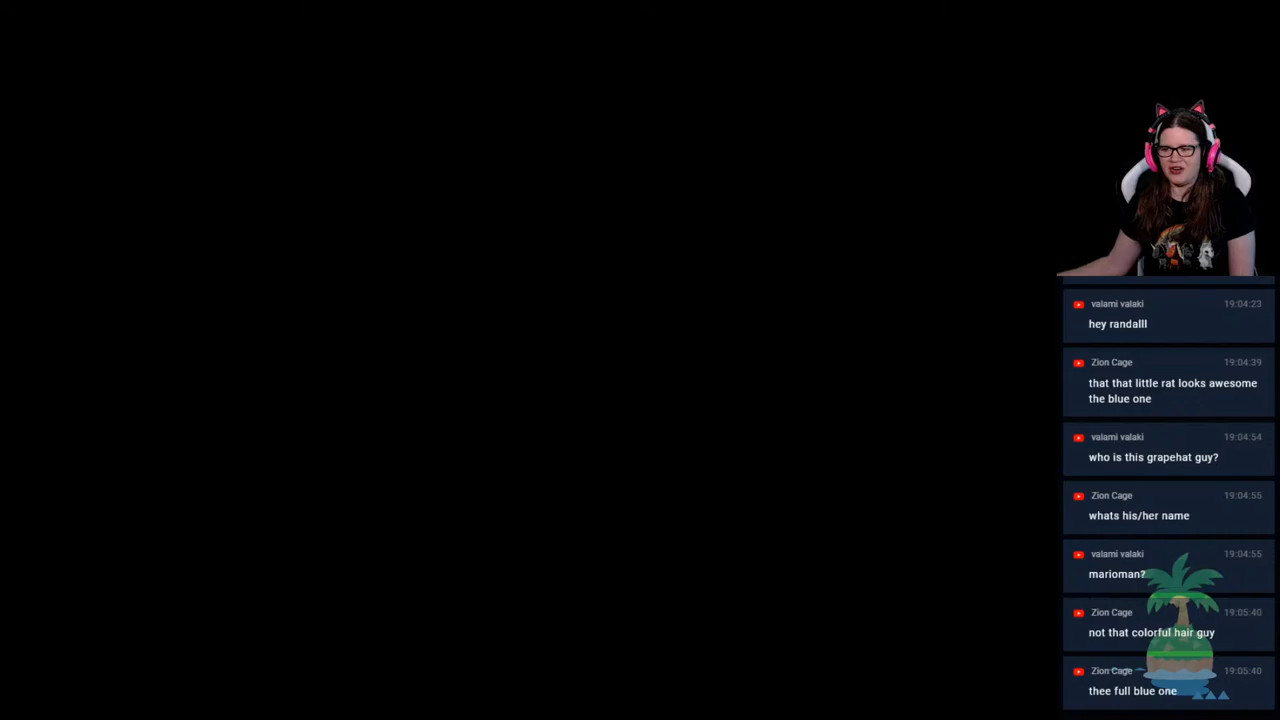 valami valaki 19:04:23
hey randalll
Zion Cage 19:04:39
that that little rat looks awesome
the blue one
valami valaki 19:04:54
who is this grapehat guy?
Zion Cage 19:04:55
whats his/her name
valami valaki 19:04:55
marioman?
Zion Cage 19:05:40
not that colorful hair guy
Zion Cage 19:05:40
thee full blue one